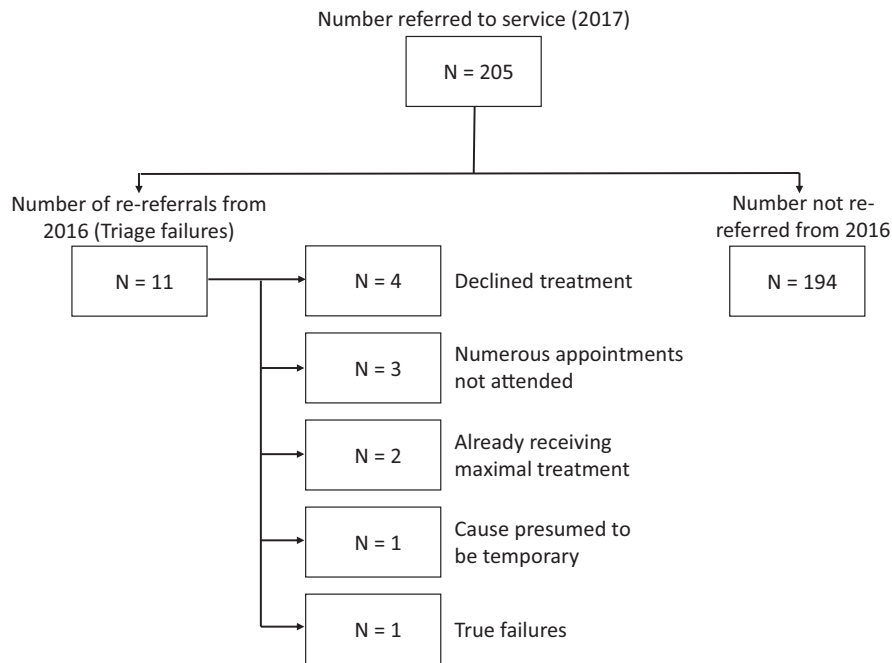 Number referred to service (2017)
N = 205
Number of re-referrals from
2016 (Triage failures)
N = 11
Number not re-
referred from 2016
N = 194
N = 4
Declined treatment
N = 3
Numerous appointments
not attended
N = 2
Already receiving
maximal treatment
N = 1
Cause presumed to
be temporary
N = 1
True failures